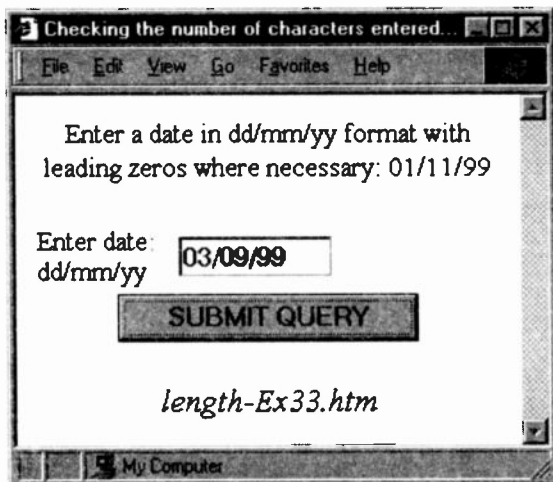 Checking the number of characters entered...
File Edit View Go Favorites Help
Enter a date in dd/mm/yy format with
leading zeros where necessary: 01/11/99
Enter date:
dd/mm/yy
03/09/99
SUBMIT QUERY
length-Ex33.htm
My Computer